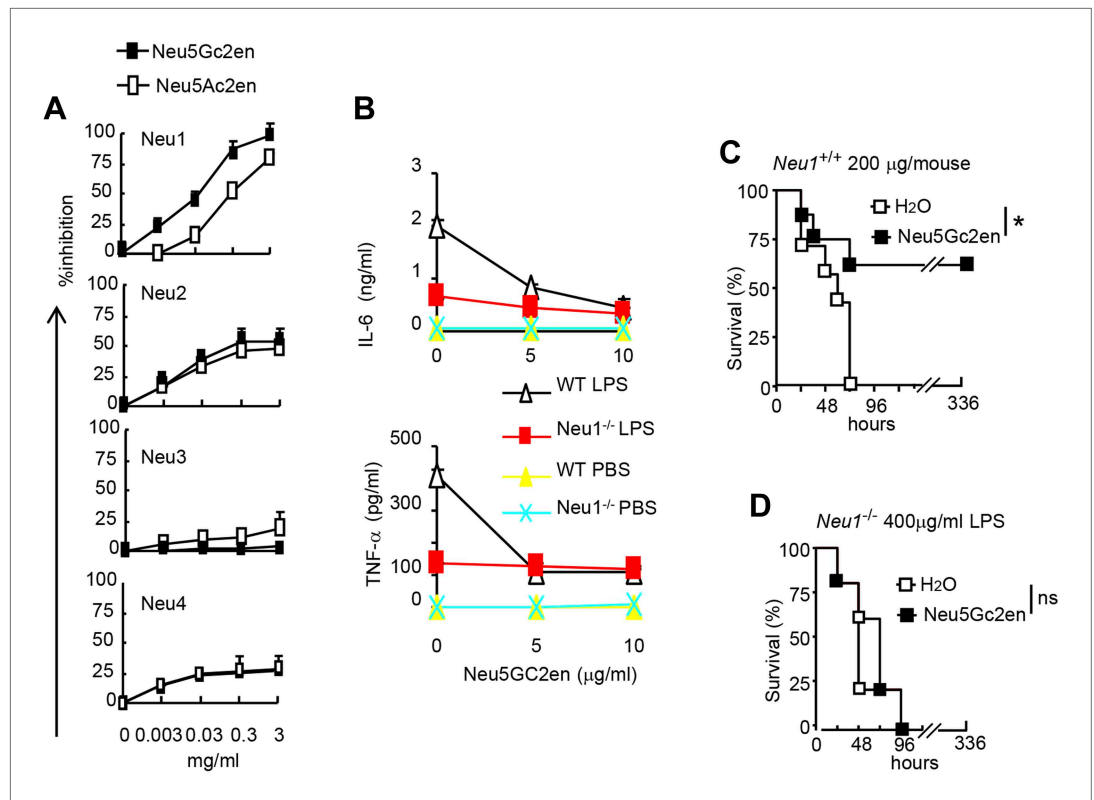 Neu5Gc2en
Neu5Ac2en
A
%inhibition
100
75
50
25
0
Neu1
100
75
50
25
0
Neu2
100
75
50
25
0
Neu3
100
75
50
25
0
Neu4
0 0.003 0.03 0.3 3
mg/ml
B
IL-6 (ng/ml)
3
2
1
0
0 5 10
WT LPS
Neu1-/- LPS
WT PBS
Neu1-/- PBS
TNF-α (pg/ml)
500
300
100
0
0 5 10
Neu5GC2en (μg/ml)
C
Neu1+/+ 200 μg/mouse
H2O
Neu5Gc2en
*
Survival (%)
100
75
50
25
0
0 48 96 336
hours
D
Neu1-/- 400μg/ml LPS
H2O
Neu5Gc2en
ns
Survival (%)
100
75
50
25
0
0 48 96 336
hours